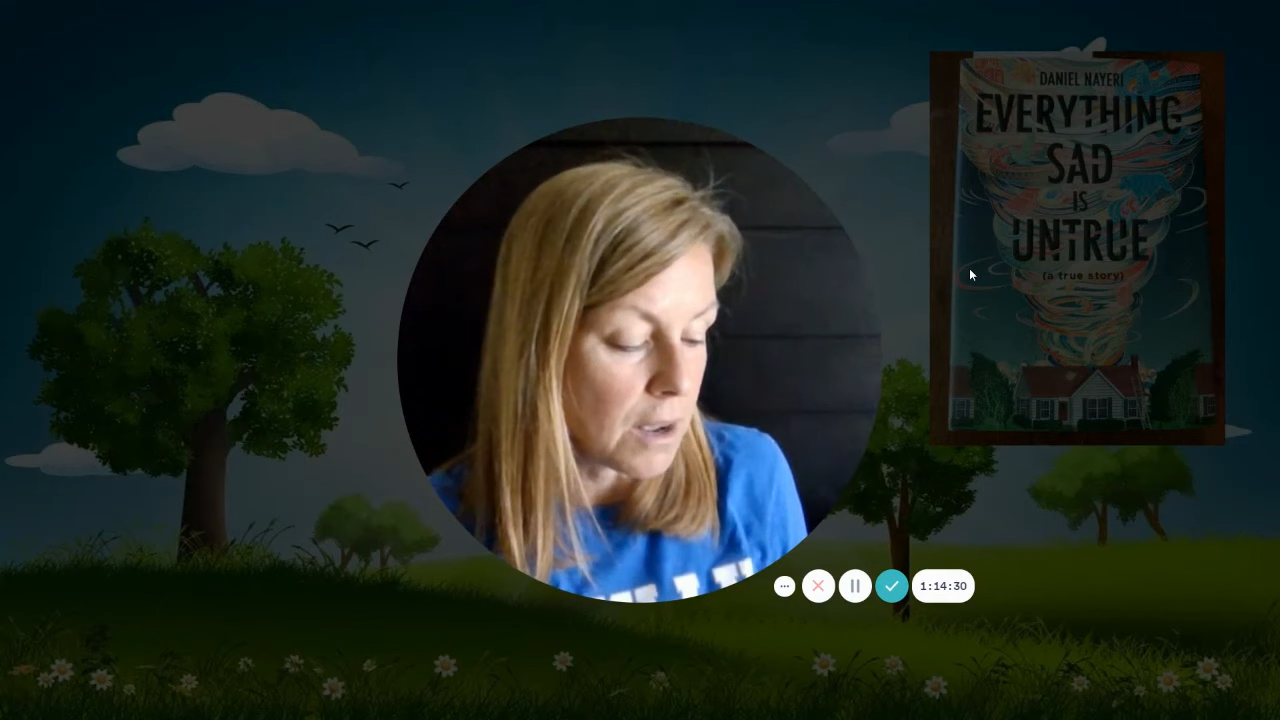 DANIEL NAYERI
EVERYTHING
SAD
IS
UNTRUE
(a true story)
1:14:30